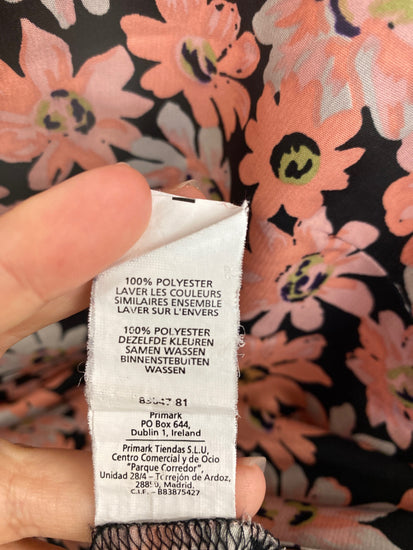 100% POLYESTER
LAVER LES COULEURS
SIMILAIRES ENSEMBLE
LAVER SUR L'ENVERS
100% POLYESTER
DEZELFDE KLEUREN
SAMEN WASSEN
BINNENSTEBUITEN
WASSEN
81
Primark
PO Box 644,
Dublin 1, Ireland
Primark Tiendas S.L.U,
Centro Comercial y de Ocio
"Parque Corredor",
Unidad 28/4 - Torrejón de Ardoz,
Madrid.
C.I.F. - B83875427